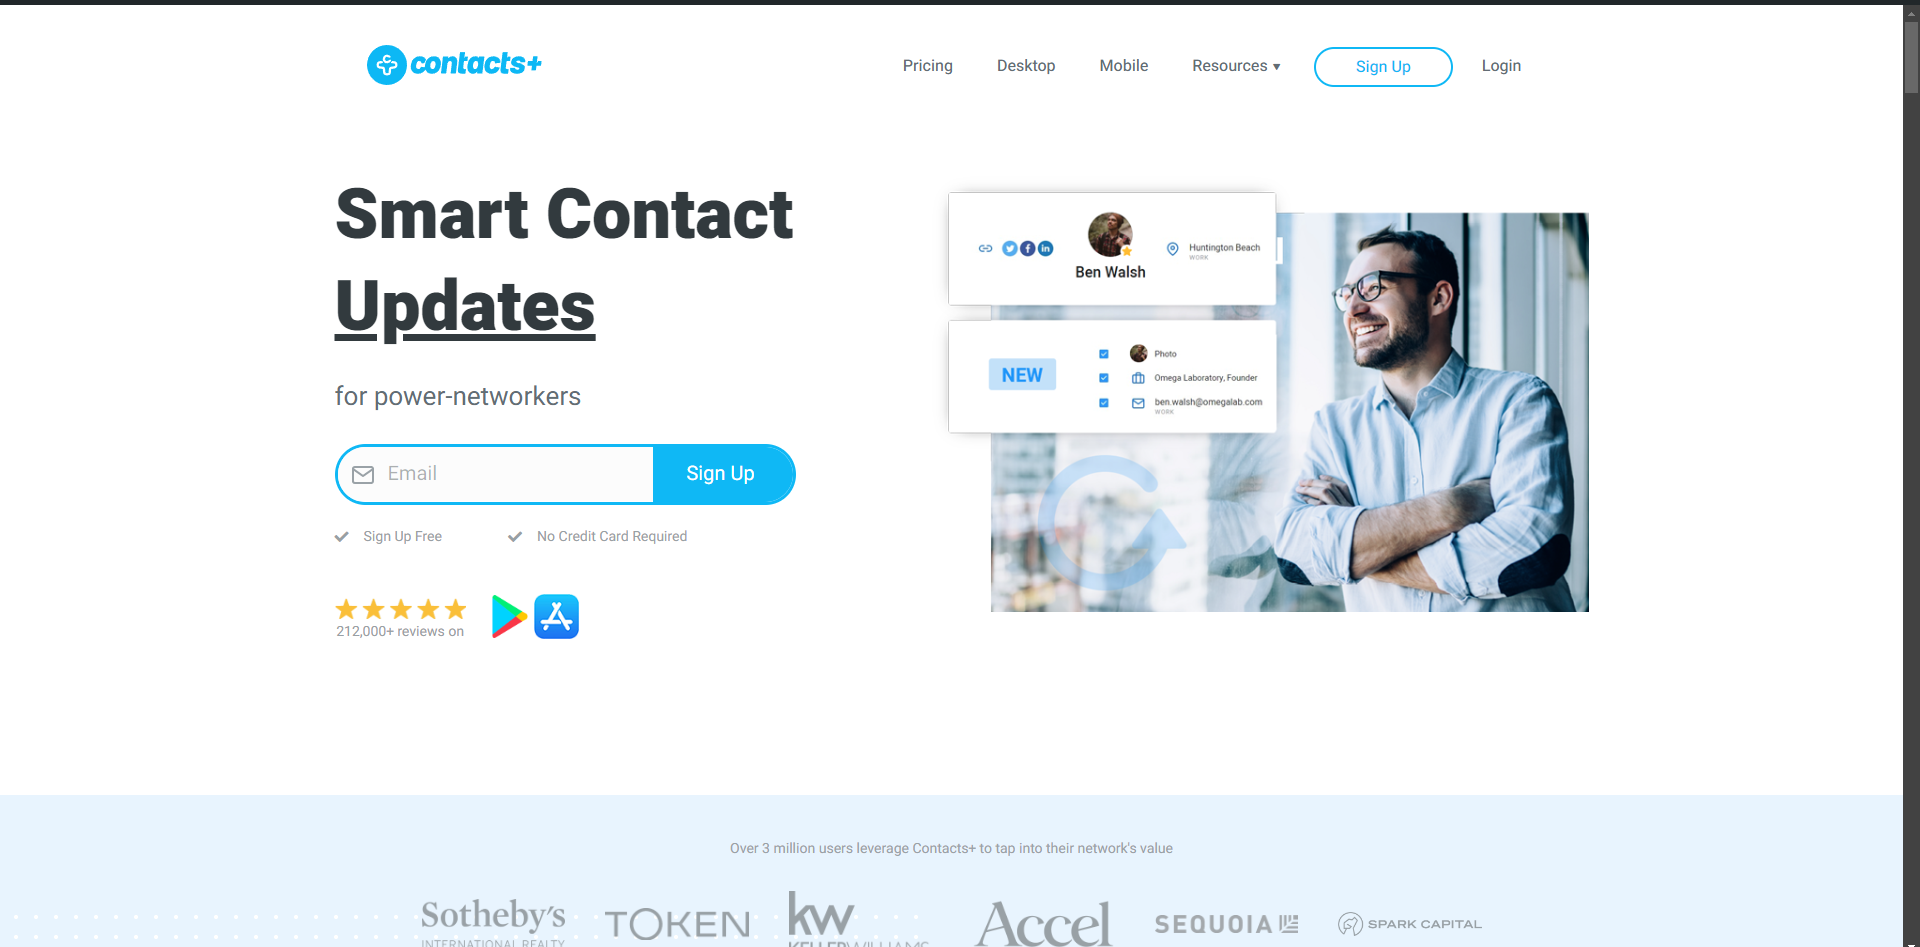 contacts+
Pricing
Desktop
Mobile
Resources ▾
Sign Up
Login
Smart Contact
Updates
for power-networkers
Email
Sign Up
Sign Up Free
No Credit Card Required
212,000+ reviews on
Ben Walsh
Huntington Beach
WORK
NEW
Photo
Omega Laboratory, Founder
ben.walsh@omegalab.com
WORK
Over 3 million users leverage Contacts+ to tap into their network's value
Sotheby's
INTERNATIONAL REALTY
TOKEN
kw
KELLERWILLIAMS
Accel
SEQUOIA
SPARK CAPITAL